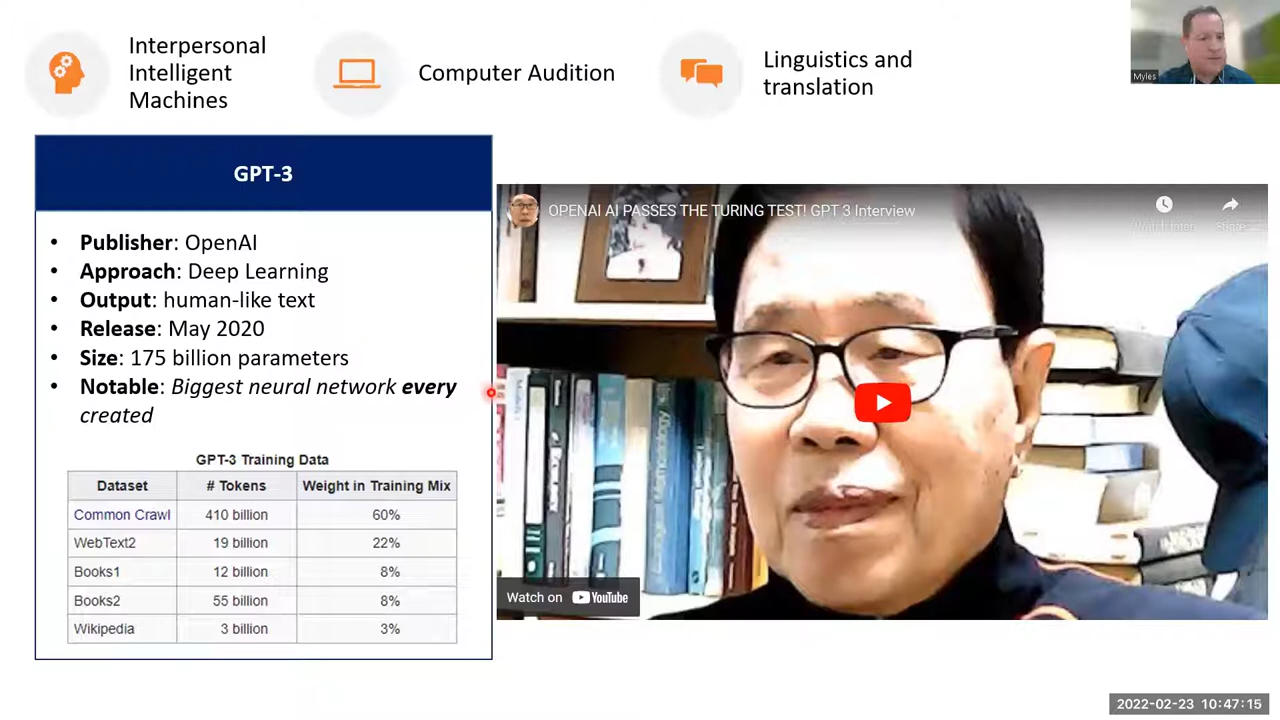 Interpersonal
Intelligent
Machines
Computer Audition
Linguistics and
translation
Myles
GPT-3
• Publisher: OpenAI
• Approach: Deep Learning
• Output: human-like text
• Release: May 2020
• Size: 175 billion parameters
• Notable: Biggest neural network every
created
GPT-3 Training Data
Dataset # Tokens Weight in Training Mix
Common Crawl 410 billion 60%
WebText2 19 billion 22%
Books1 12 billion 8%
Books2 55 billion 8%
Wikipedia 3 billion 3%
OPENAI AI PASSES THE TURING TEST! GPT 3 Interview
Share
Watch on YouTube
2022-02-23 10:47:15